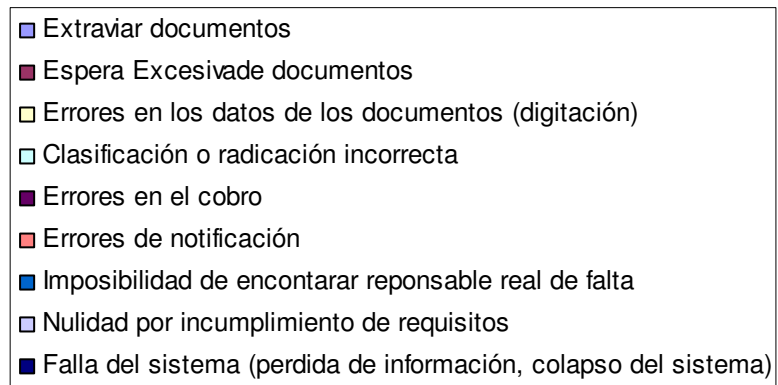 Extraviar documentos
Espera Excesivade documentos
Errores en los datos de los documentos (digitación)
Clasificación o radicación incorrecta
Errores en el cobro
Errores de notificación
Imposibilidad de encontarar reponsable real de falta
Nulidad por incumplimiento de requisitos
Falla del sistema (perdida de información, colapso del sistema)